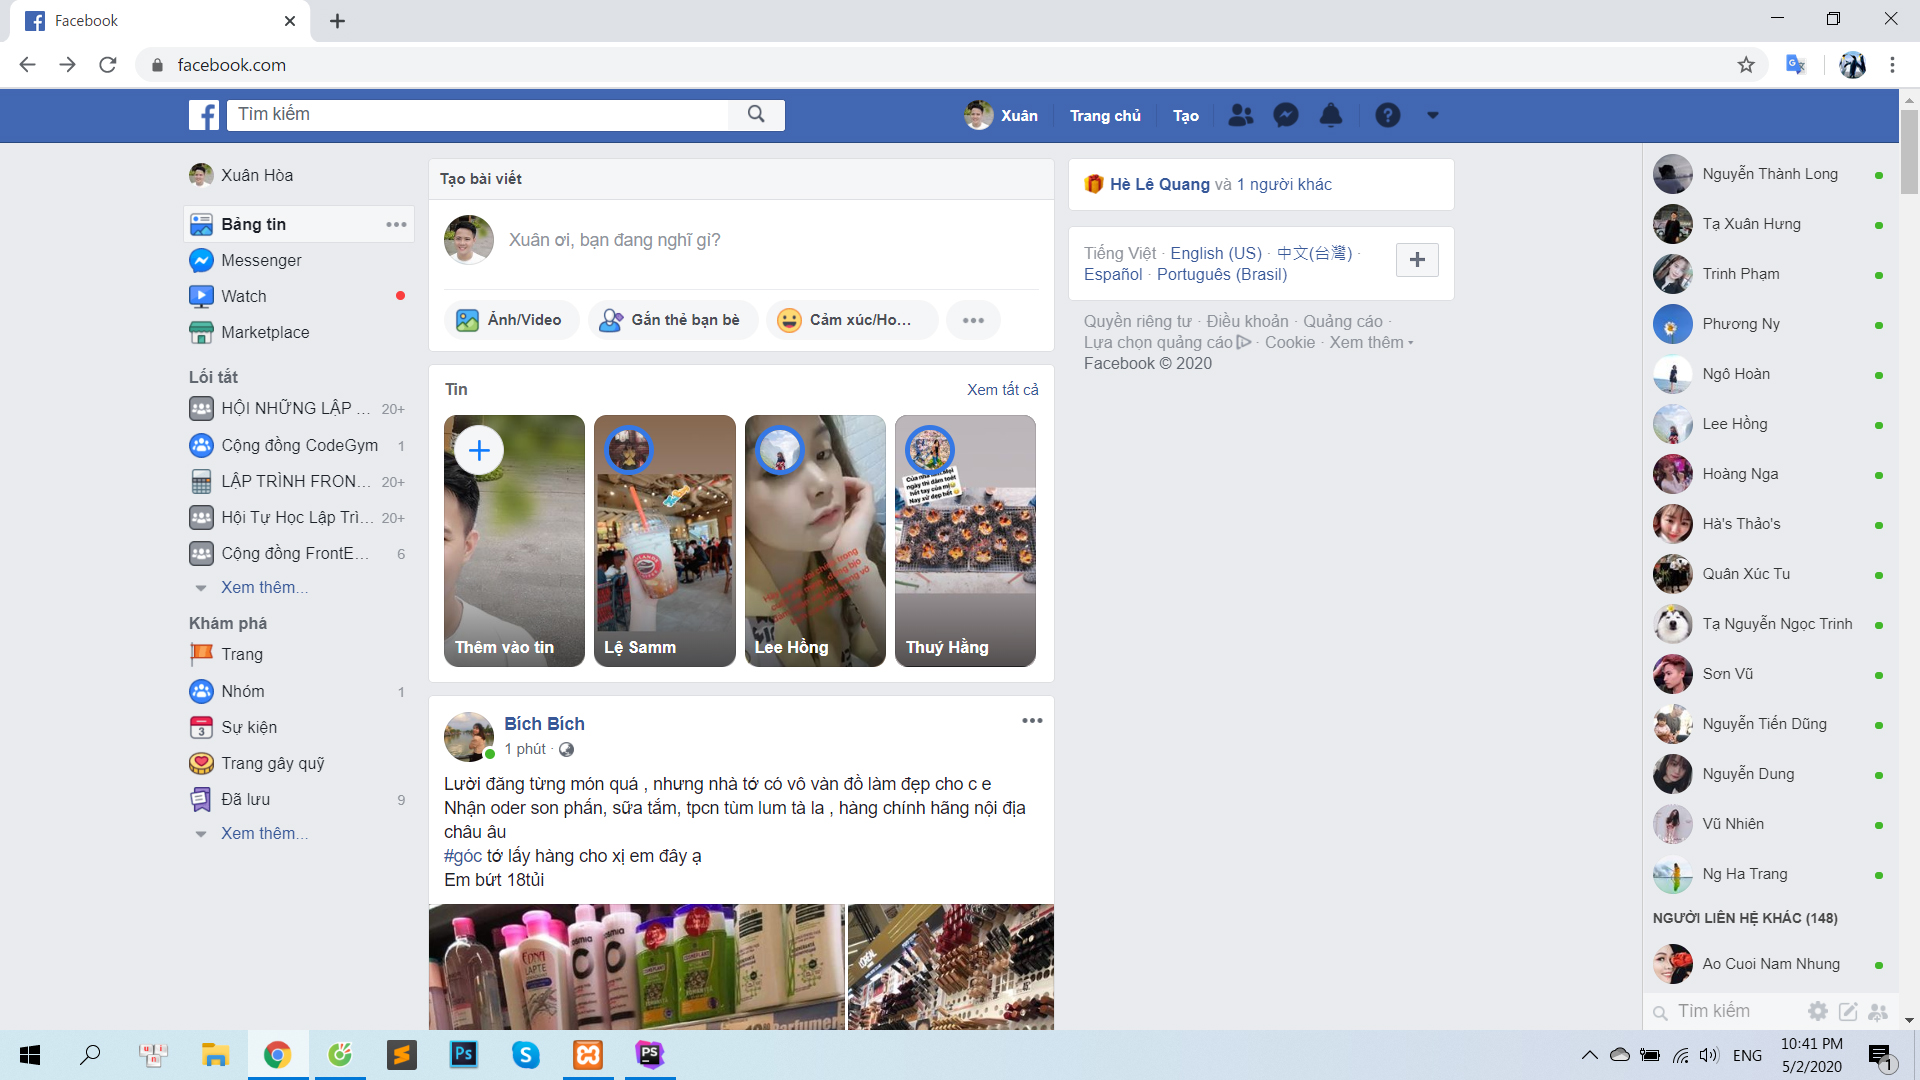 Facebook
facebook.com
Tìm kiếm
Xuân
Trang chủ
Tạo
Xuân Hòa
Bảng tin
Messenger
Watch
Marketplace
Lối tắt
HỘI NHỮNG LẬP ... 20+
Cộng đồng CodeGym 1
LẬP TRÌNH FRON... 20+
Hội Tự Học Lập Trì... 20+
Cộng đồng FrontE... 6
Xem thêm...
Khám phá
Trang
Nhóm 1
Sự kiện
Trang gây quỹ
Đã lưu 9
Xem thêm...
Tạo bài viết
Xuân ơi, bạn đang nghĩ gì?
Ảnh/Video
Gắn thẻ bạn bè
Cảm xúc/Ho...
Tin
Xem tất cả
Thêm vào tin
Lệ Samm
Lee Hồng
Thuý Hằng
Bích Bích
1 phút ·
Lười đăng từng món quá , nhưng nhà tớ có vô vàn đồ làm đẹp cho c e
Nhận oder son phấn, sữa tắm, tpcn tùm lum tà la , hàng chính hãng nội địa
châu âu
#góc tớ lấy hàng cho xị em đây ạ
Em bứt 18tủi
Hè Lê Quang và 1 người khác
Tiếng Việt · English (US) · 中文(台灣) ·
Español · Português (Brasil)
Quyền riêng tư · Điều khoản · Quảng cáo ·
Lựa chọn quảng cáo · Cookie · Xem thêm
Facebook © 2020
Nguyễn Thành Long
Tạ Xuân Hưng
Trinh Phạm
Phương Ny
Ngô Hoàn
Lee Hồng
Hoàng Nga
Hà's Thảo's
Quân Xúc Tu
Tạ Nguyễn Ngọc Trinh
Sơn Vũ
Nguyễn Tiến Dũng
Nguyễn Dung
Vũ Nhiên
Ng Ha Trang
NGƯỜI LIÊN HỆ KHÁC (148)
Ao Cuoi Nam Nhung
Tìm kiếm
ENG
10:41 PM
5/2/2020
1